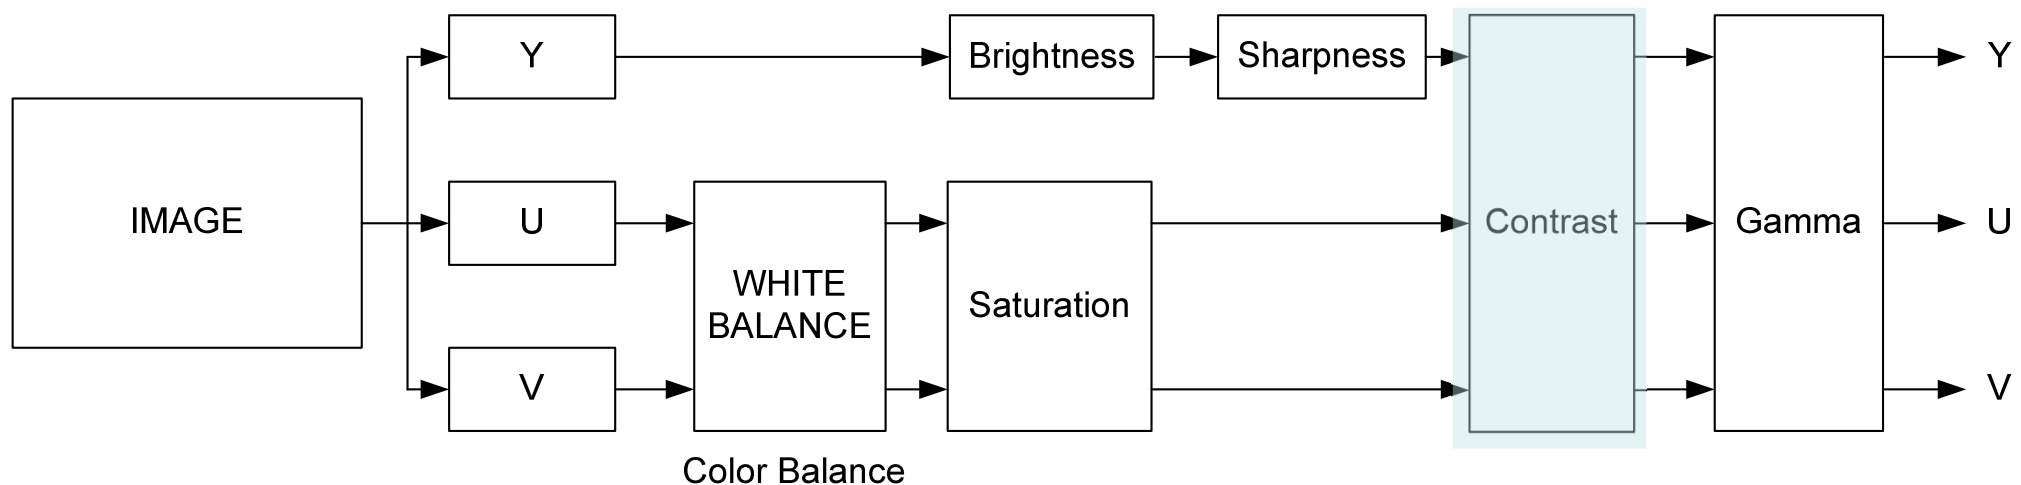 Y
Brightness
Sharpness
Y
IMAGE
U
Contrast
Gamma
U
WHITE
BALANCE
Saturation
V
V
Color Balance